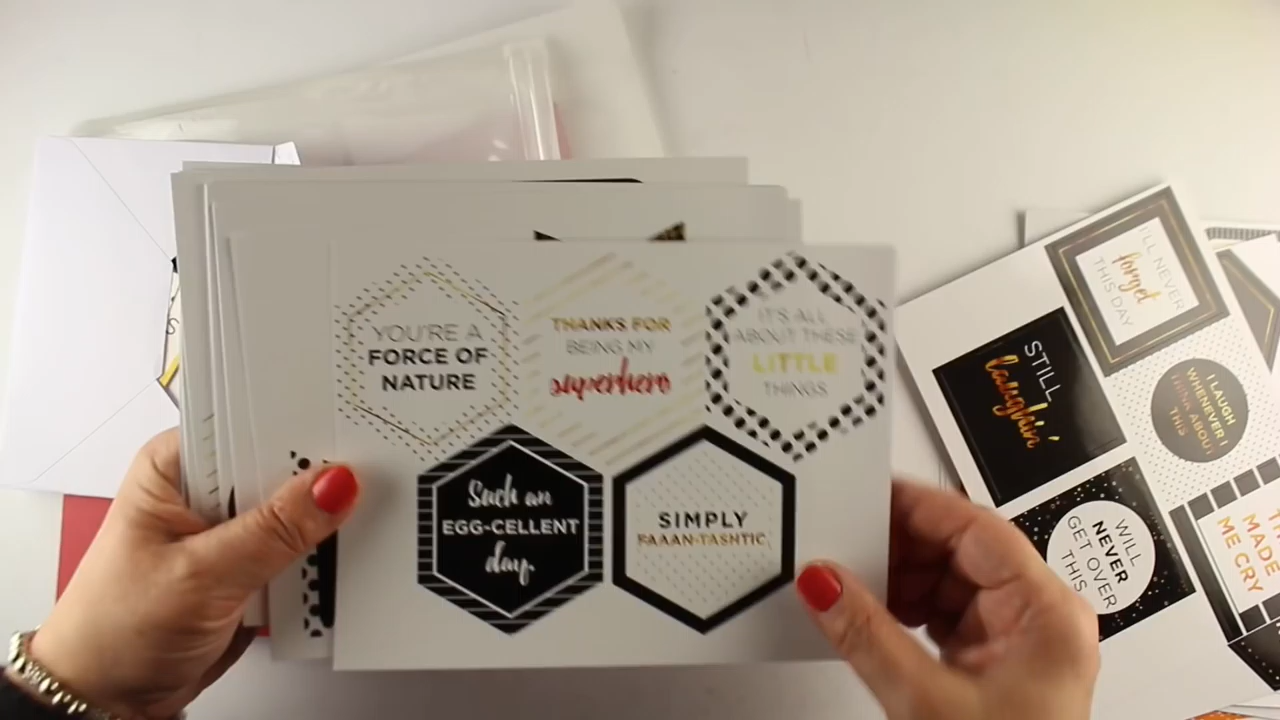 YOU'RE A
FORCE OF
NATURE
THANKS FOR
BEING MY
superhero
IT'S ALL
ABOUT THESE
LITTLE
THINGS
Such an
EGG-CELLENT
day.
SIMPLY
FAAAN-TASHTIC
I'LL NEVER
forget
THIS DAY
STILL
laughin'
I LAUGH
WHENEVER I
THINA ABOUT
THIS
WILL
NEVER
GET OVER
THIS
IT
MADE
ME CRY